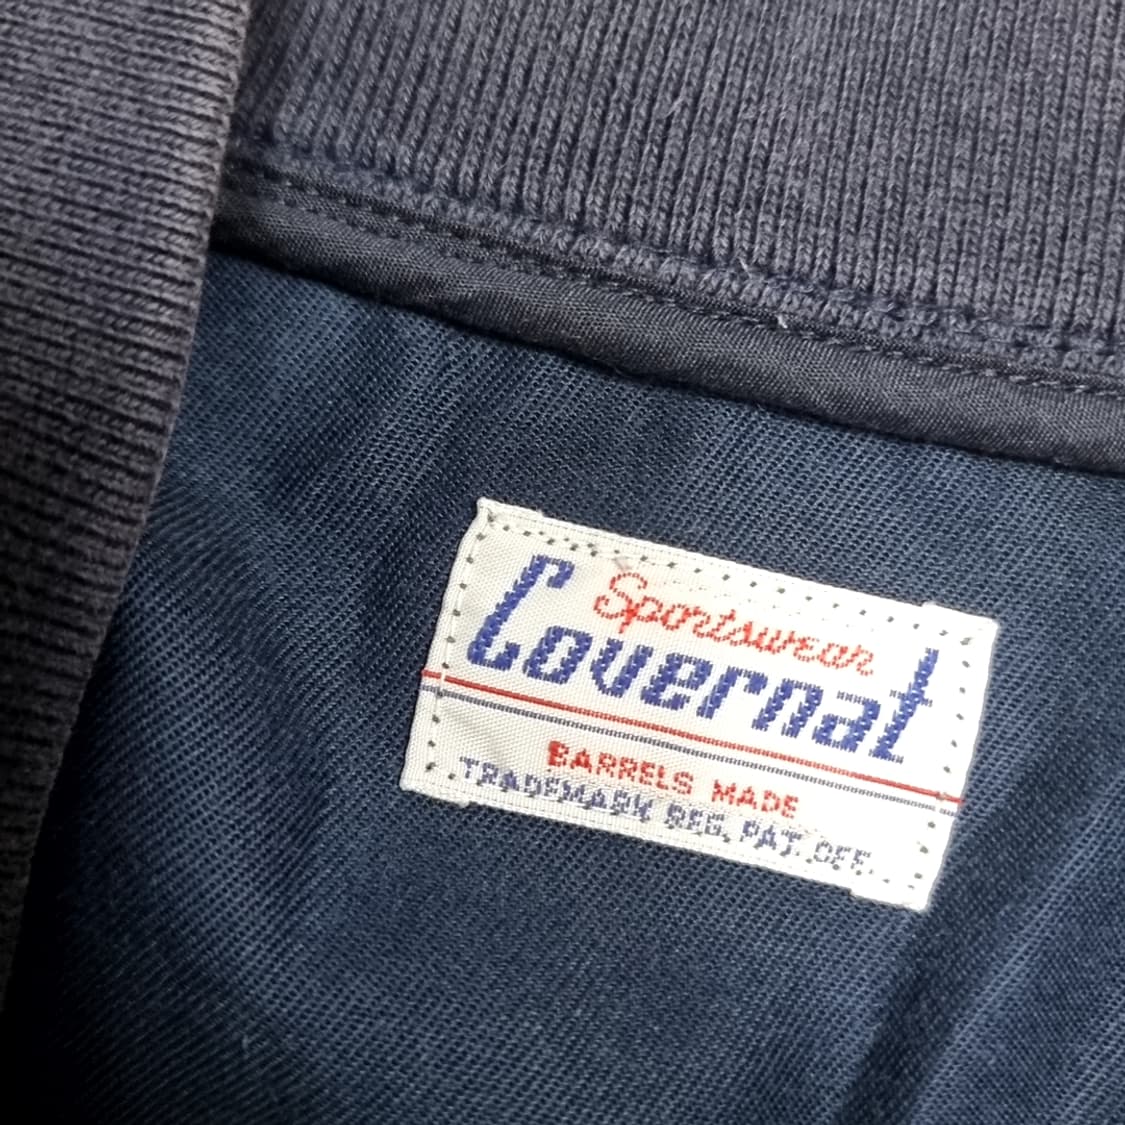 Sportswear
Covernat
BARRELS MADE
TRADEMARK REG. PAT. OFF.